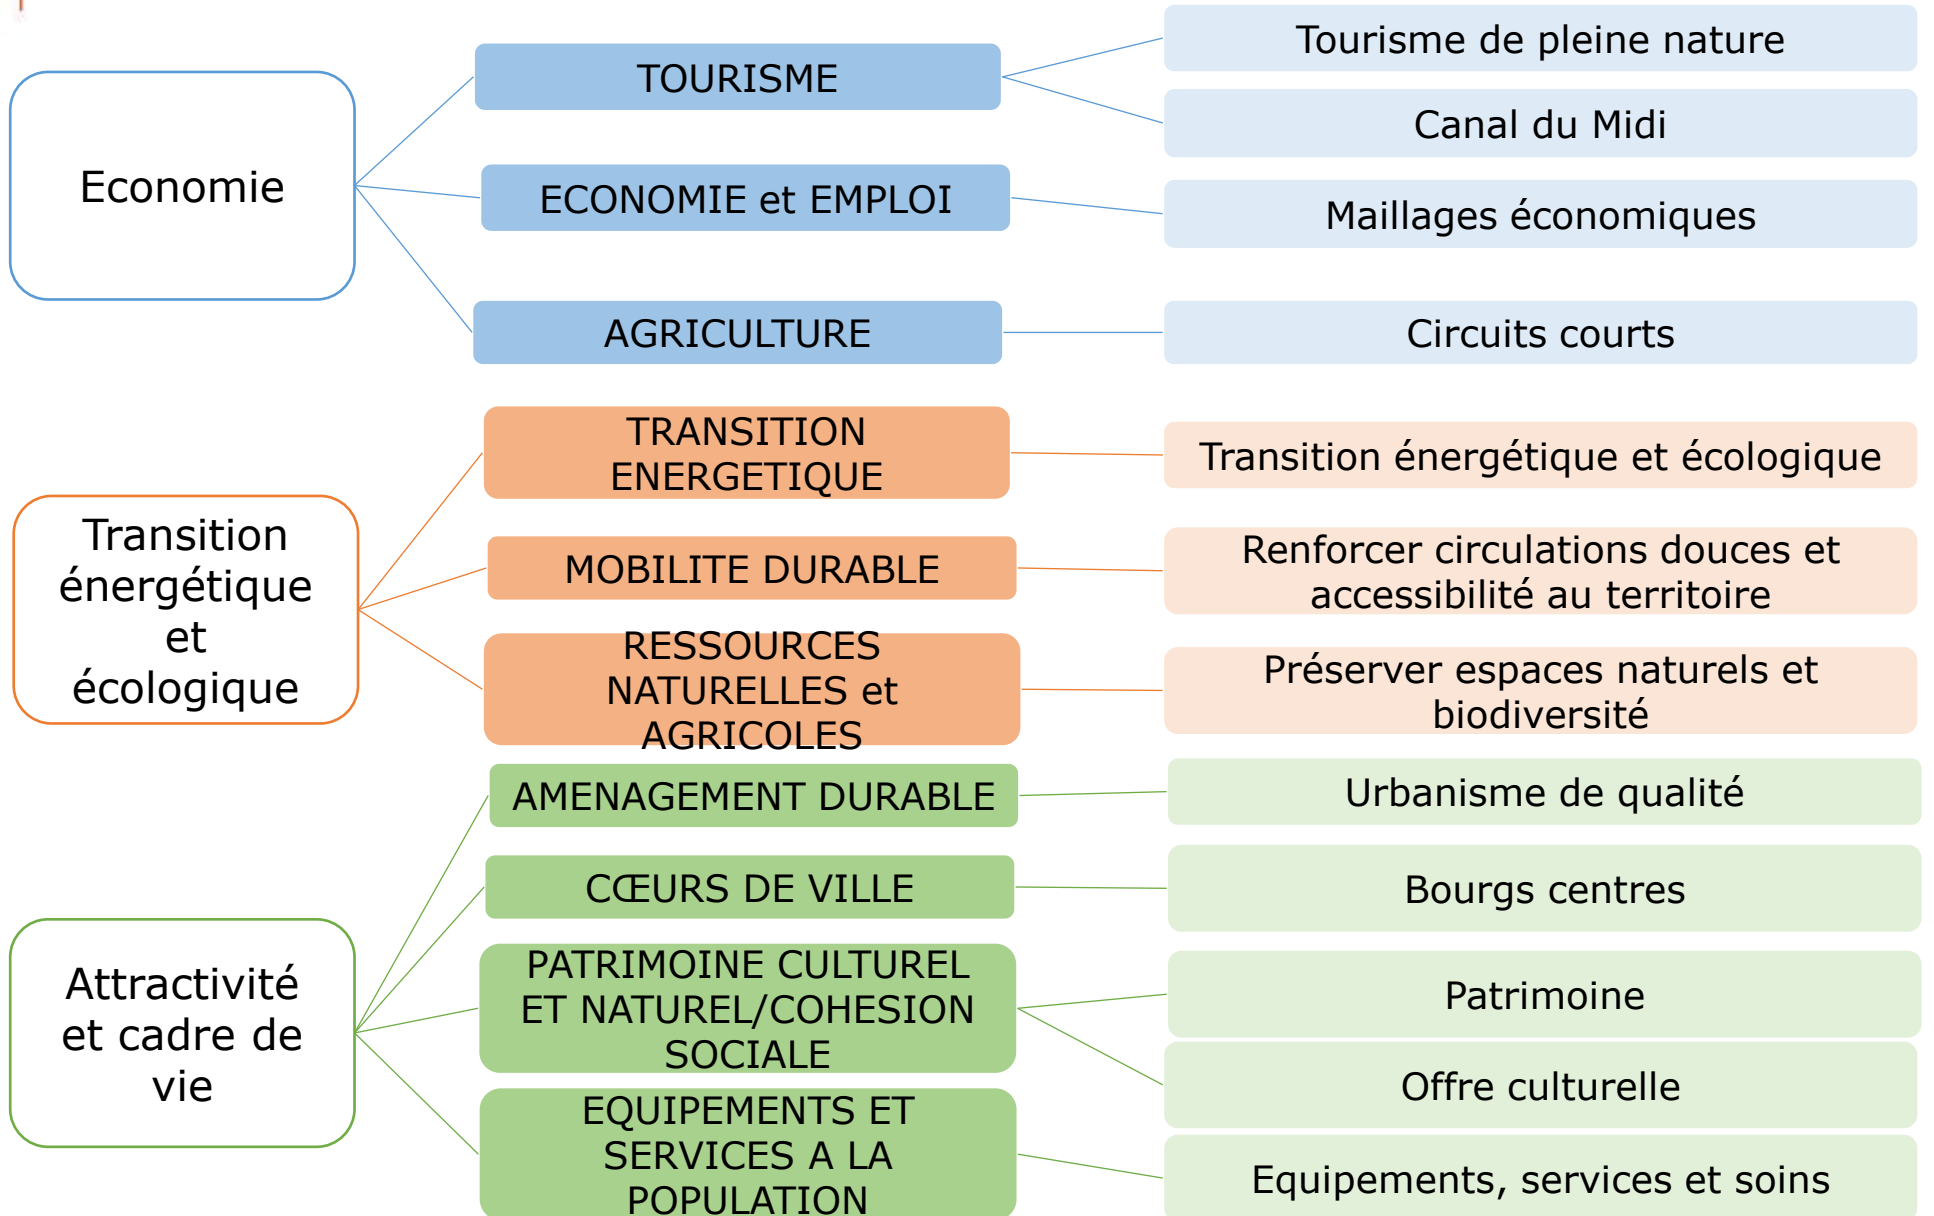 Economie
TOURISME
Tourisme de pleine nature
Canal du Midi
ECONOMIE et EMPLOI
Maillages économiques
AGRICULTURE
Circuits courts
Transition
énergétique
et
écologique
TRANSITION
ENERGETIQUE
Transition énergétique et écologique
MOBILITE DURABLE
Renforcer circulations douces et
accessibilité au territoire
RESSOURCES
NATURELLES et
AGRICOLES
Préserver espaces naturels et
biodiversité
Attractivité
et cadre de
vie
AMENAGEMENT DURABLE
Urbanisme de qualité
CŒURS DE VILLE
Bourgs centres
PATRIMOINE CULTUREL
ET NATUREL/COHESION
SOCIALE
Patrimoine
Offre culturelle
EQUIPEMENTS ET
SERVICES A LA
POPULATION
Equipements, services et soins